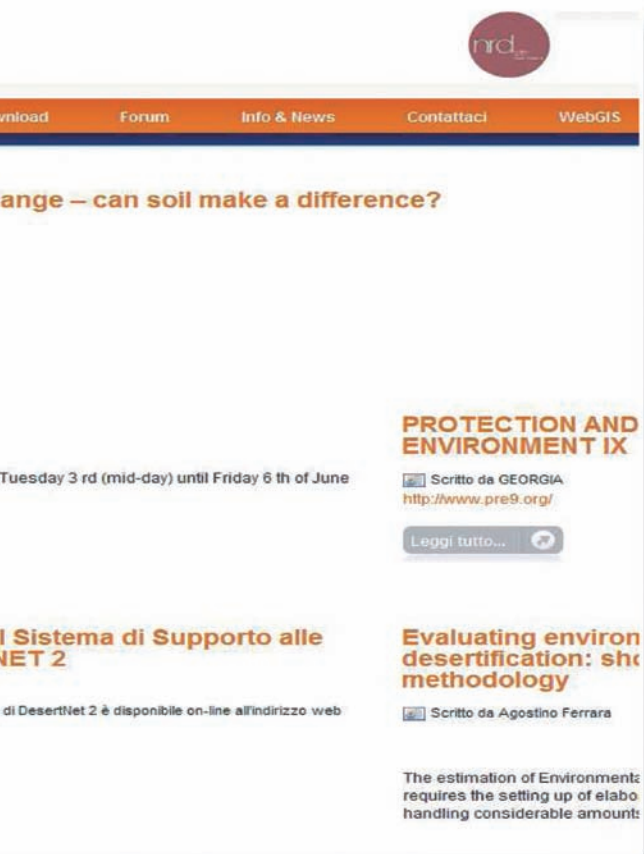 nrd
wnload Forum Info & News Contattaci WebGIS
ange – can soil make a difference?
Tuesday 3 rd (mid-day) until Friday 6 th of June
PROTECTION AND
ENVIRONMENT IX
Scritto da GEORGIA
http://www.pre9.org/
Leggi tutto...
l Sistema di Supporto alle
NET 2
di DesertNet 2 è disponibile on-line all'indirizzo web
Evaluating environ
desertification: sho
methodology
Scritto da Agostino Ferrara
The estimation of Environmenta
requires the setting up of elabo
handling considerable amounts